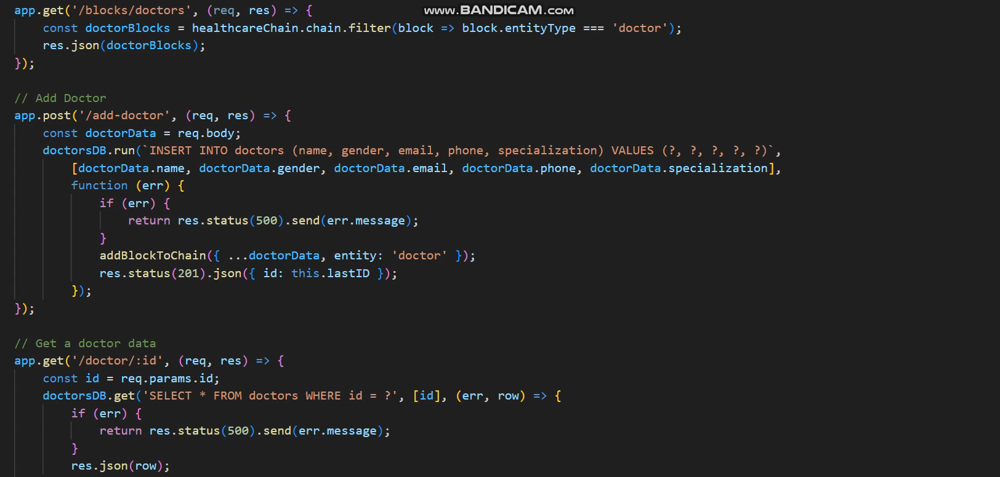 www.BANDICAM.com
app.get('/blocks/doctors', (req, res) => {
    const doctorBlocks = healthcareChain.chain.filter(block => block.entityType === 'doctor');
    res.json(doctorBlocks);
});

// Add Doctor
app.post('/add-doctor', (req, res) => {
    const doctorData = req.body;
    doctorsDB.run(`INSERT INTO doctors (name, gender, email, phone, specialization) VALUES (?, ?, ?, ?, ?)`,
        [doctorData.name, doctorData.gender, doctorData.email, doctorData.phone, doctorData.specialization],
        function (err) {
            if (err) {
                return res.status(500).send(err.message);
            }
            addBlockToChain({ ...doctorData, entity: 'doctor' });
            res.status(201).json({ id: this.lastID });
        });
});

// Get a doctor data
app.get('/doctor/:id', (req, res) => {
    const id = req.params.id;
    doctorsDB.get('SELECT * FROM doctors WHERE id = ?', [id], (err, row) => {
        if (err) {
            return res.status(500).send(err.message);
        }
        res.json(row);